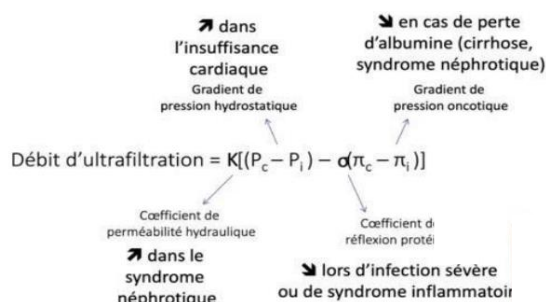 ↗ dans
l'insuffisance
cardiaque
Gradient de
pression hydrostatique
↘ en cas de perte
d'albumine (cirrhose,
syndrome néphrotique)
Gradient de
pression oncotique
Débit d'ultrafiltration = K[(Pc – Pi) – σ(πc – πi)]
Cœfficient de
perméabilité hydraulique
↗ dans le
syndrome
néphrotique
Cœfficient
réflexion
↘ lors d'infection sévère
ou de syndrome